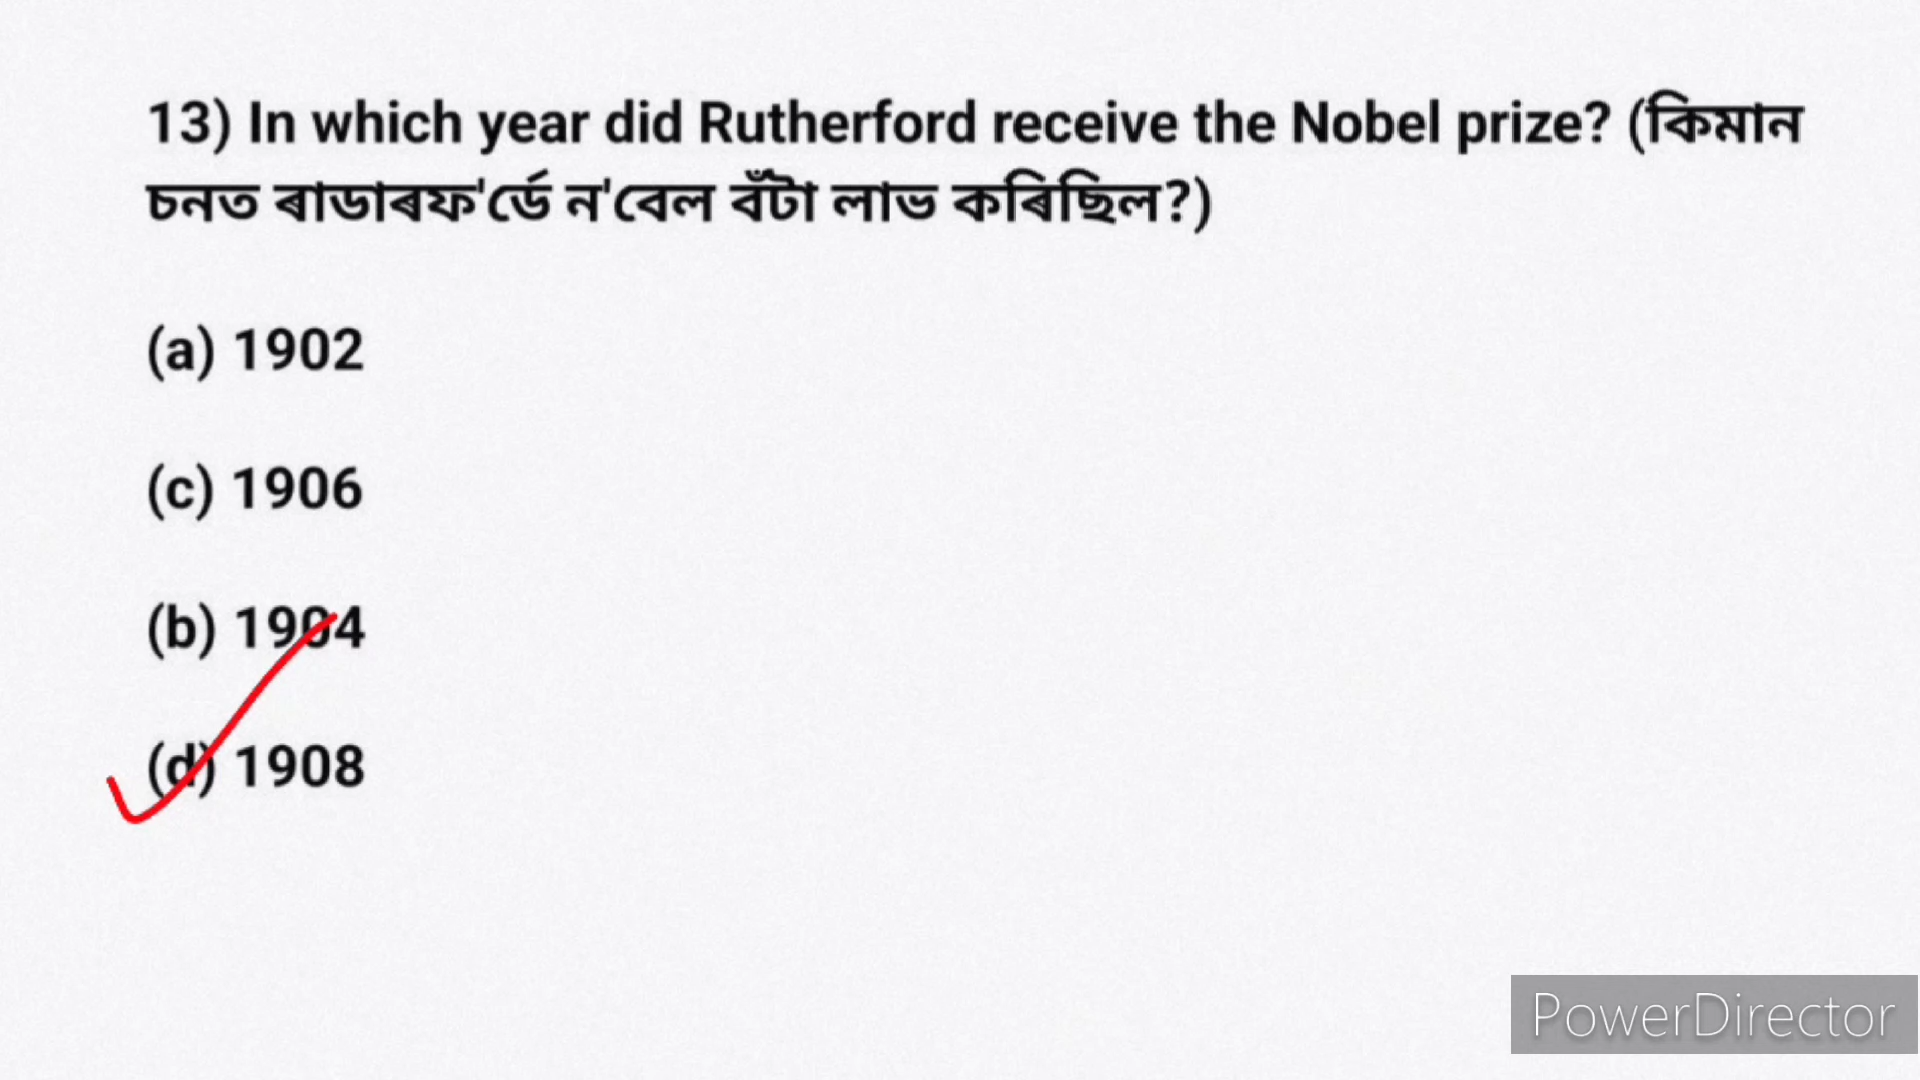 13) In which year did Rutherford receive the Nobel prize? (কিমান
চনত ৰাডাৰফ'ৰ্ডে ন'বেল বঁটা লাভ কৰিছিল?)
(a) 1902
(c) 1906
(b) 1904
(d) 1908
PowerDirector